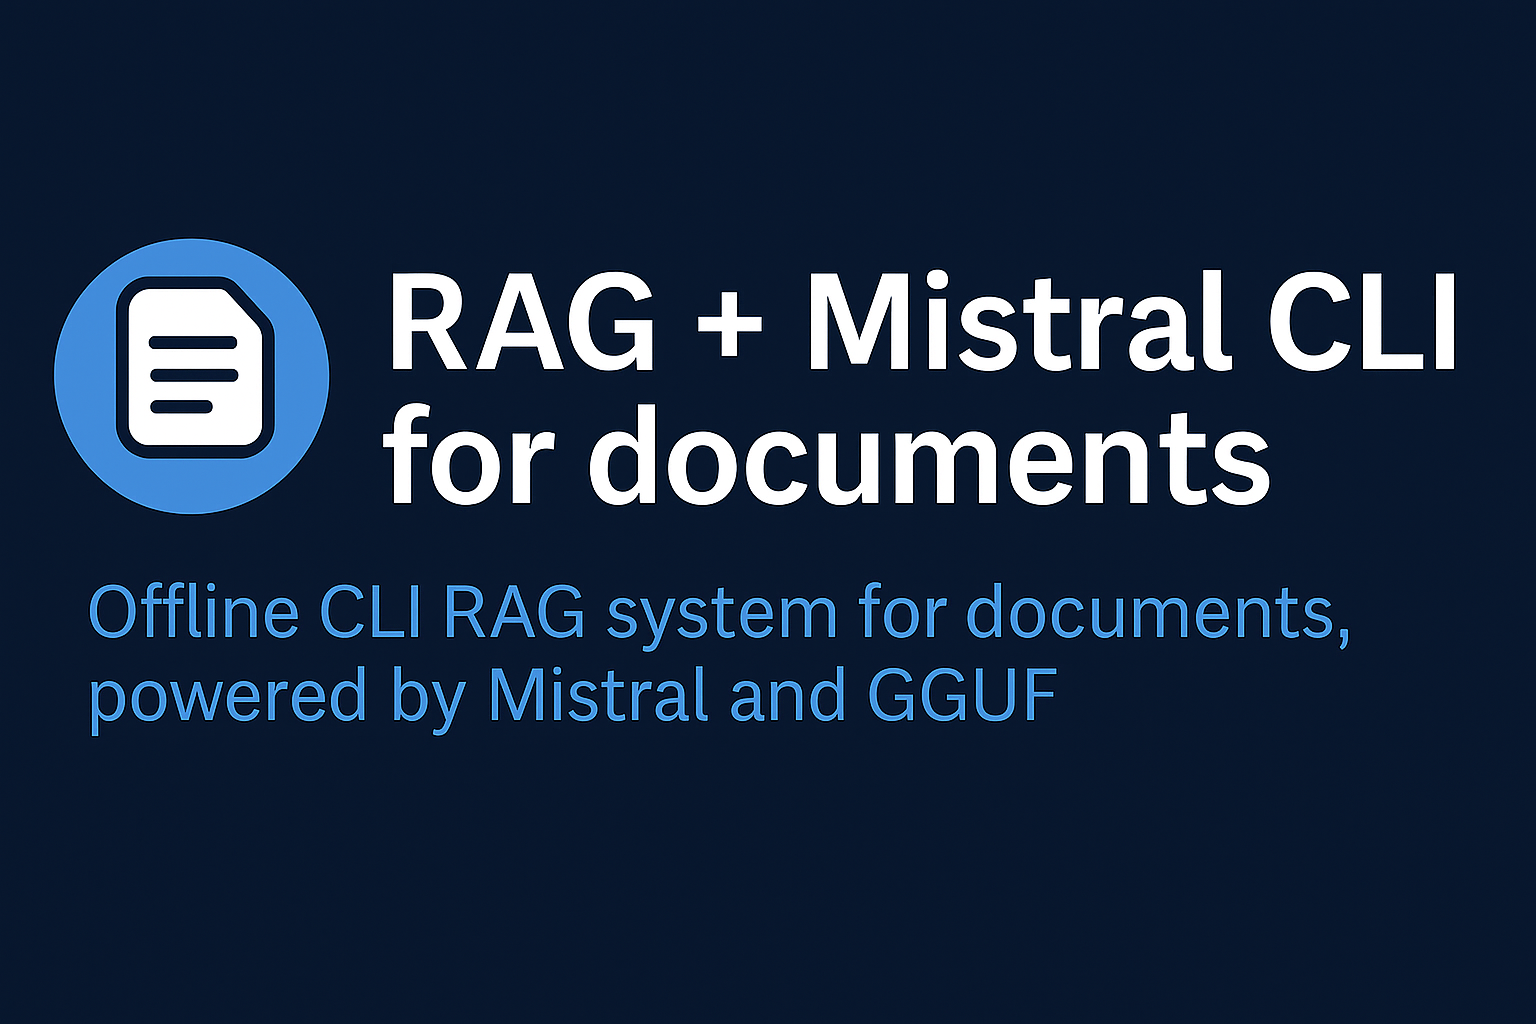 RAG + Mistral CLI
for documents
Offline CLI RAG system for documents,
powered by Mistral and GGUF